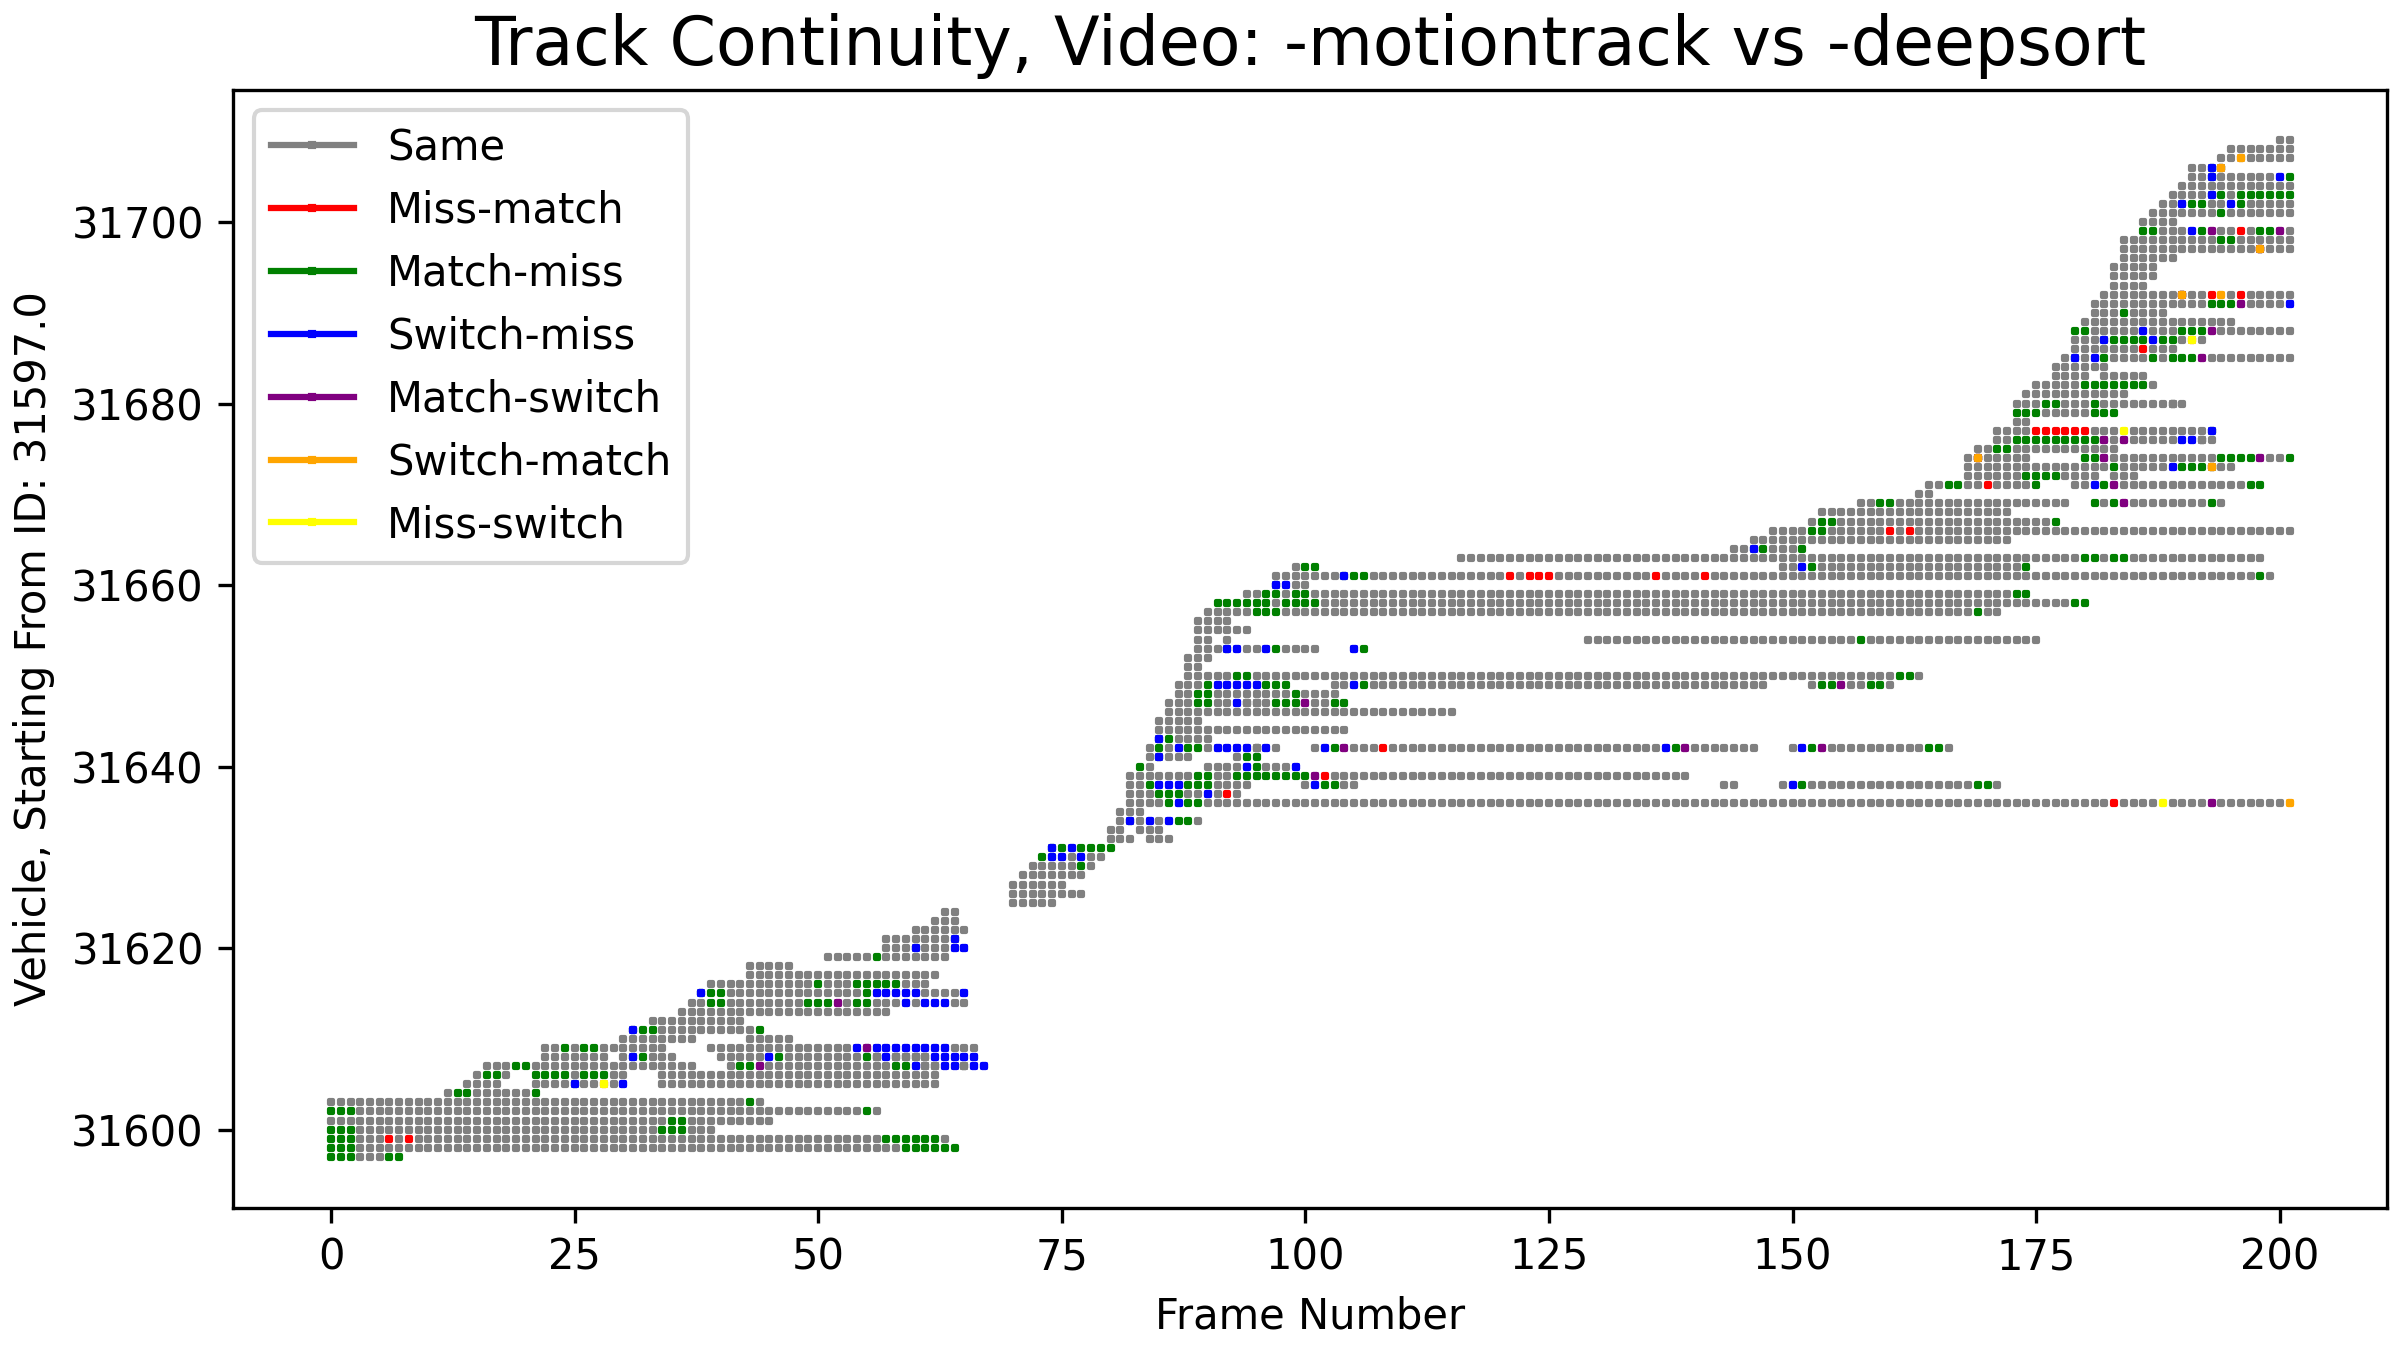 Track Continuity, Video: -motiontrack vs -deepsort
Same
Miss-match
Match-miss
Switch-miss
Match-switch
Switch-match
Miss-switch
Vehicle, Starting From ID: 31597.0
31700
31680
31660
31640
31620
31600
0 25 50 75 100 125 150 175 200
Frame Number